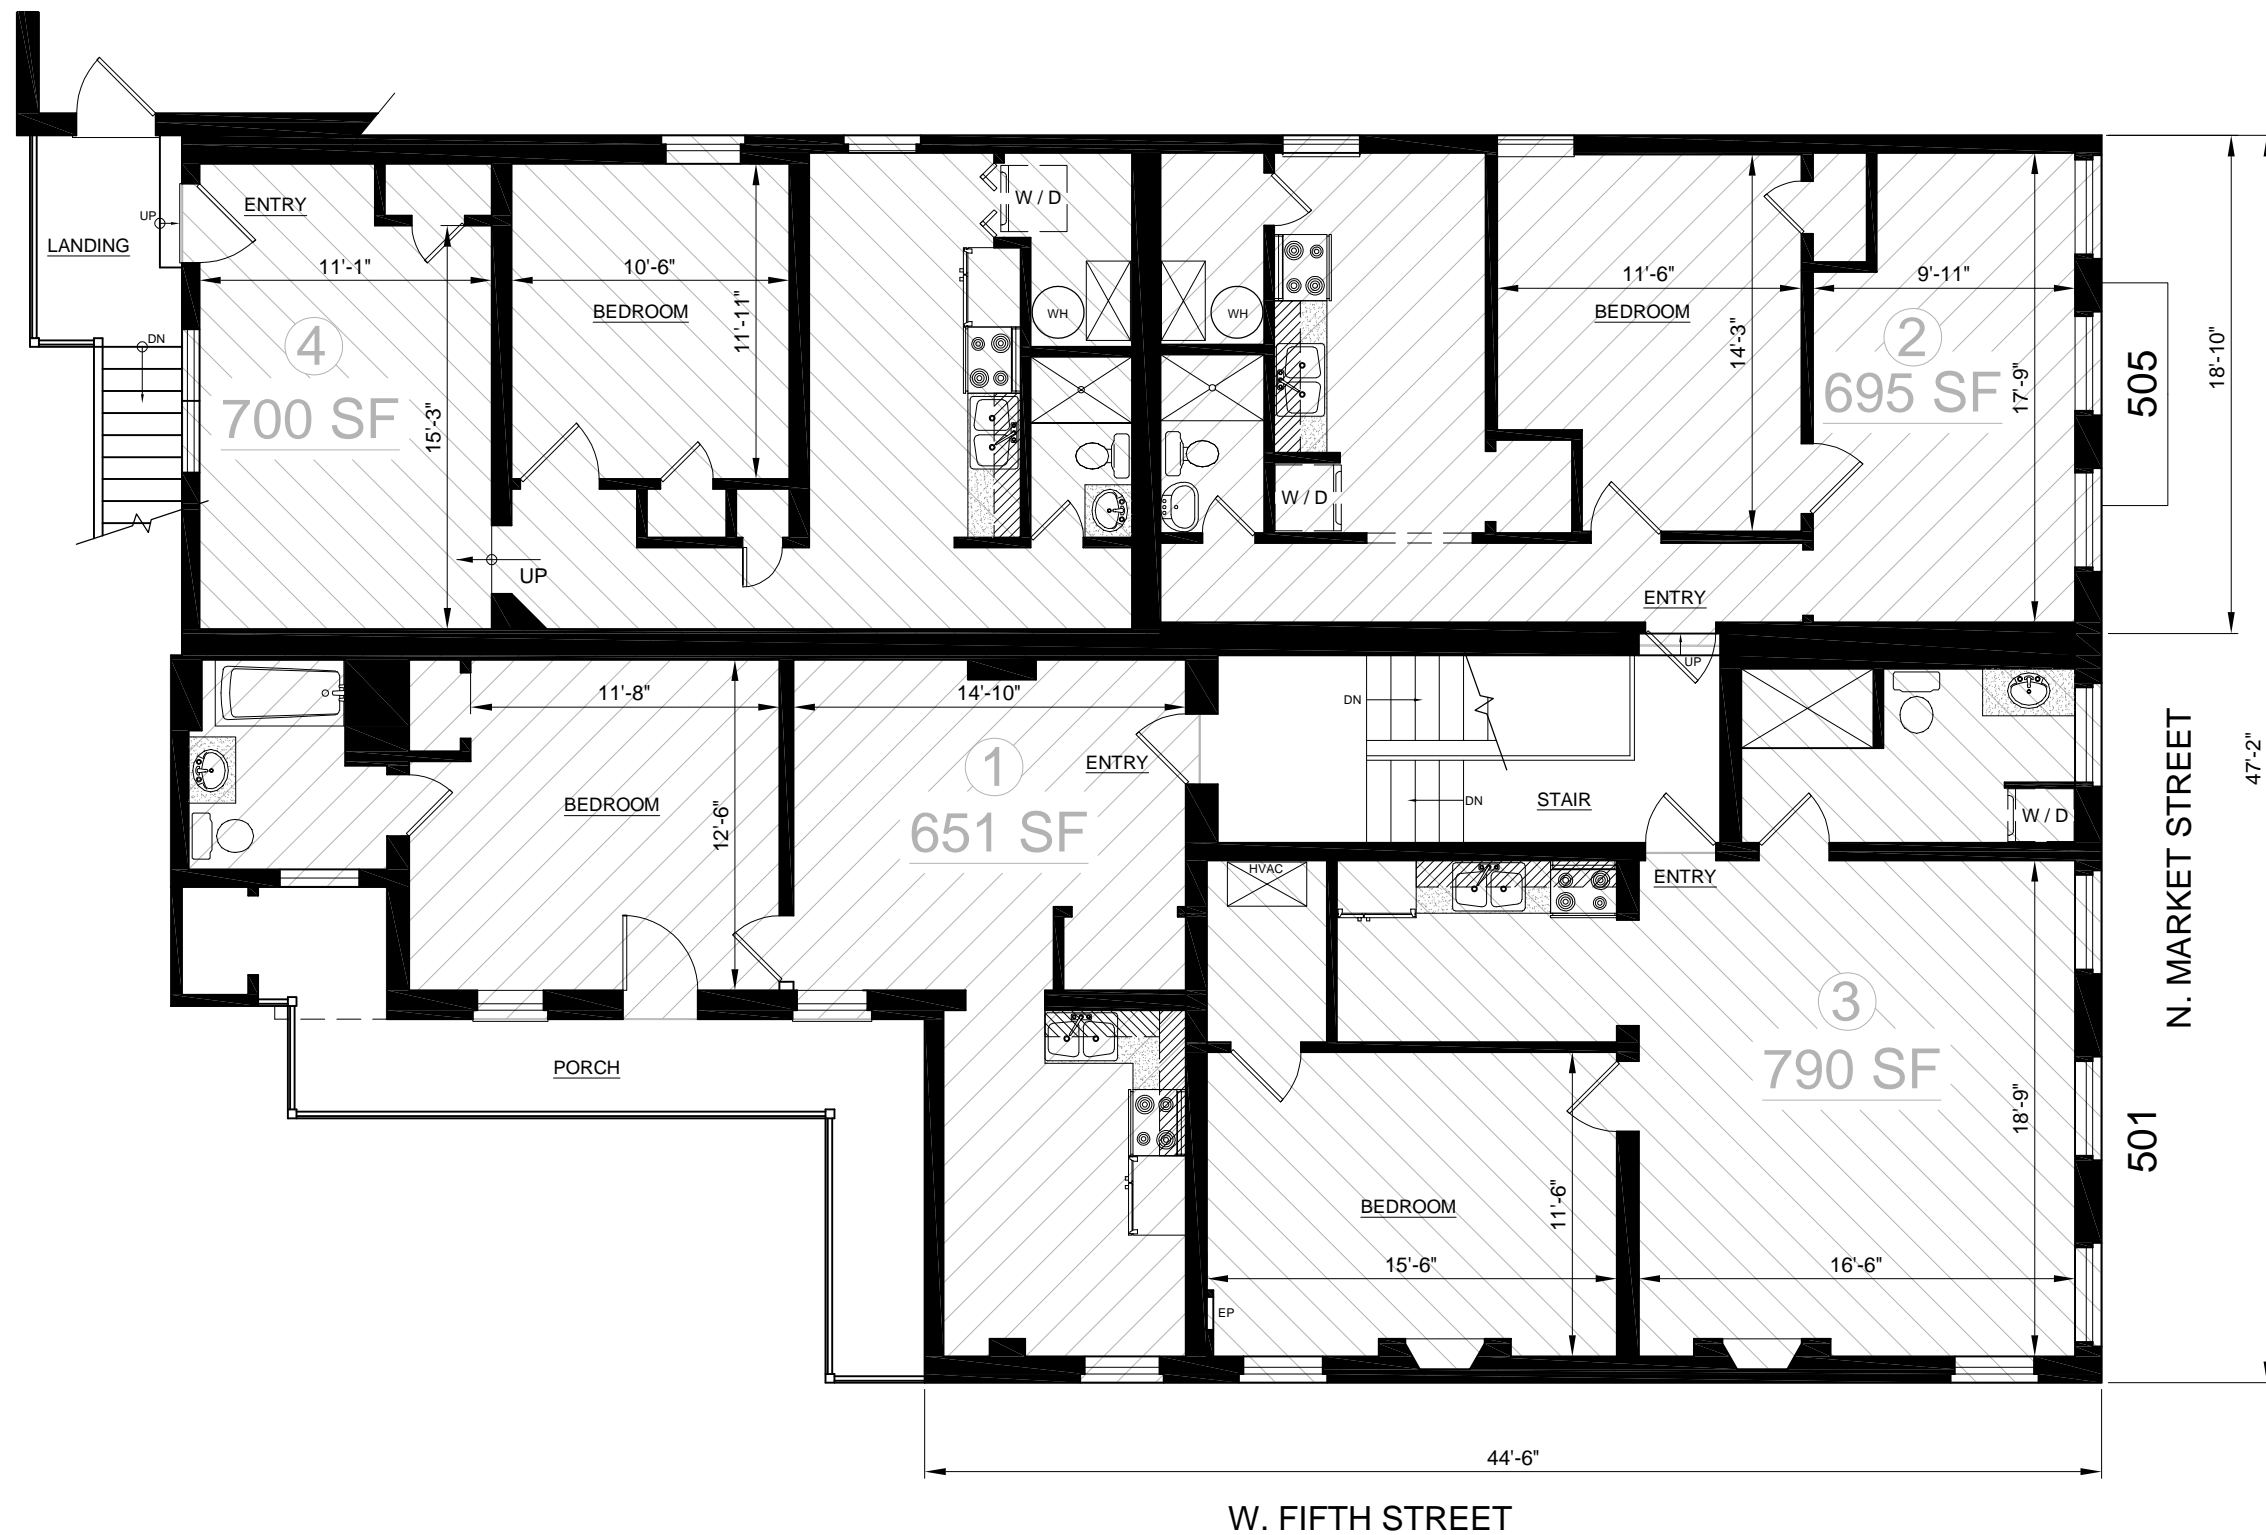 ENTRY
W / D
UP
LANDING
11'-1"
10'-6"
BEDROOM
11'-11"
WH
WH
11'-6"
BEDROOM
14'-3"
9'-11"
2
695 SF
17'-9"
505
18'-10"
DN
4
700 SF
15'-3"
W / D
UP
ENTRY
UP
11'-8"
14'-10"
DN
1
ENTRY
BEDROOM
12'-6"
651 SF
DN
STAIR
W / D
N. MARKET STREET
47'-2"
HVAC
ENTRY
3
790 SF
PORCH
18'-9"
501
BEDROOM
11'-6"
15'-6"
16'-6"
EP
44'-6"
W. FIFTH STREET